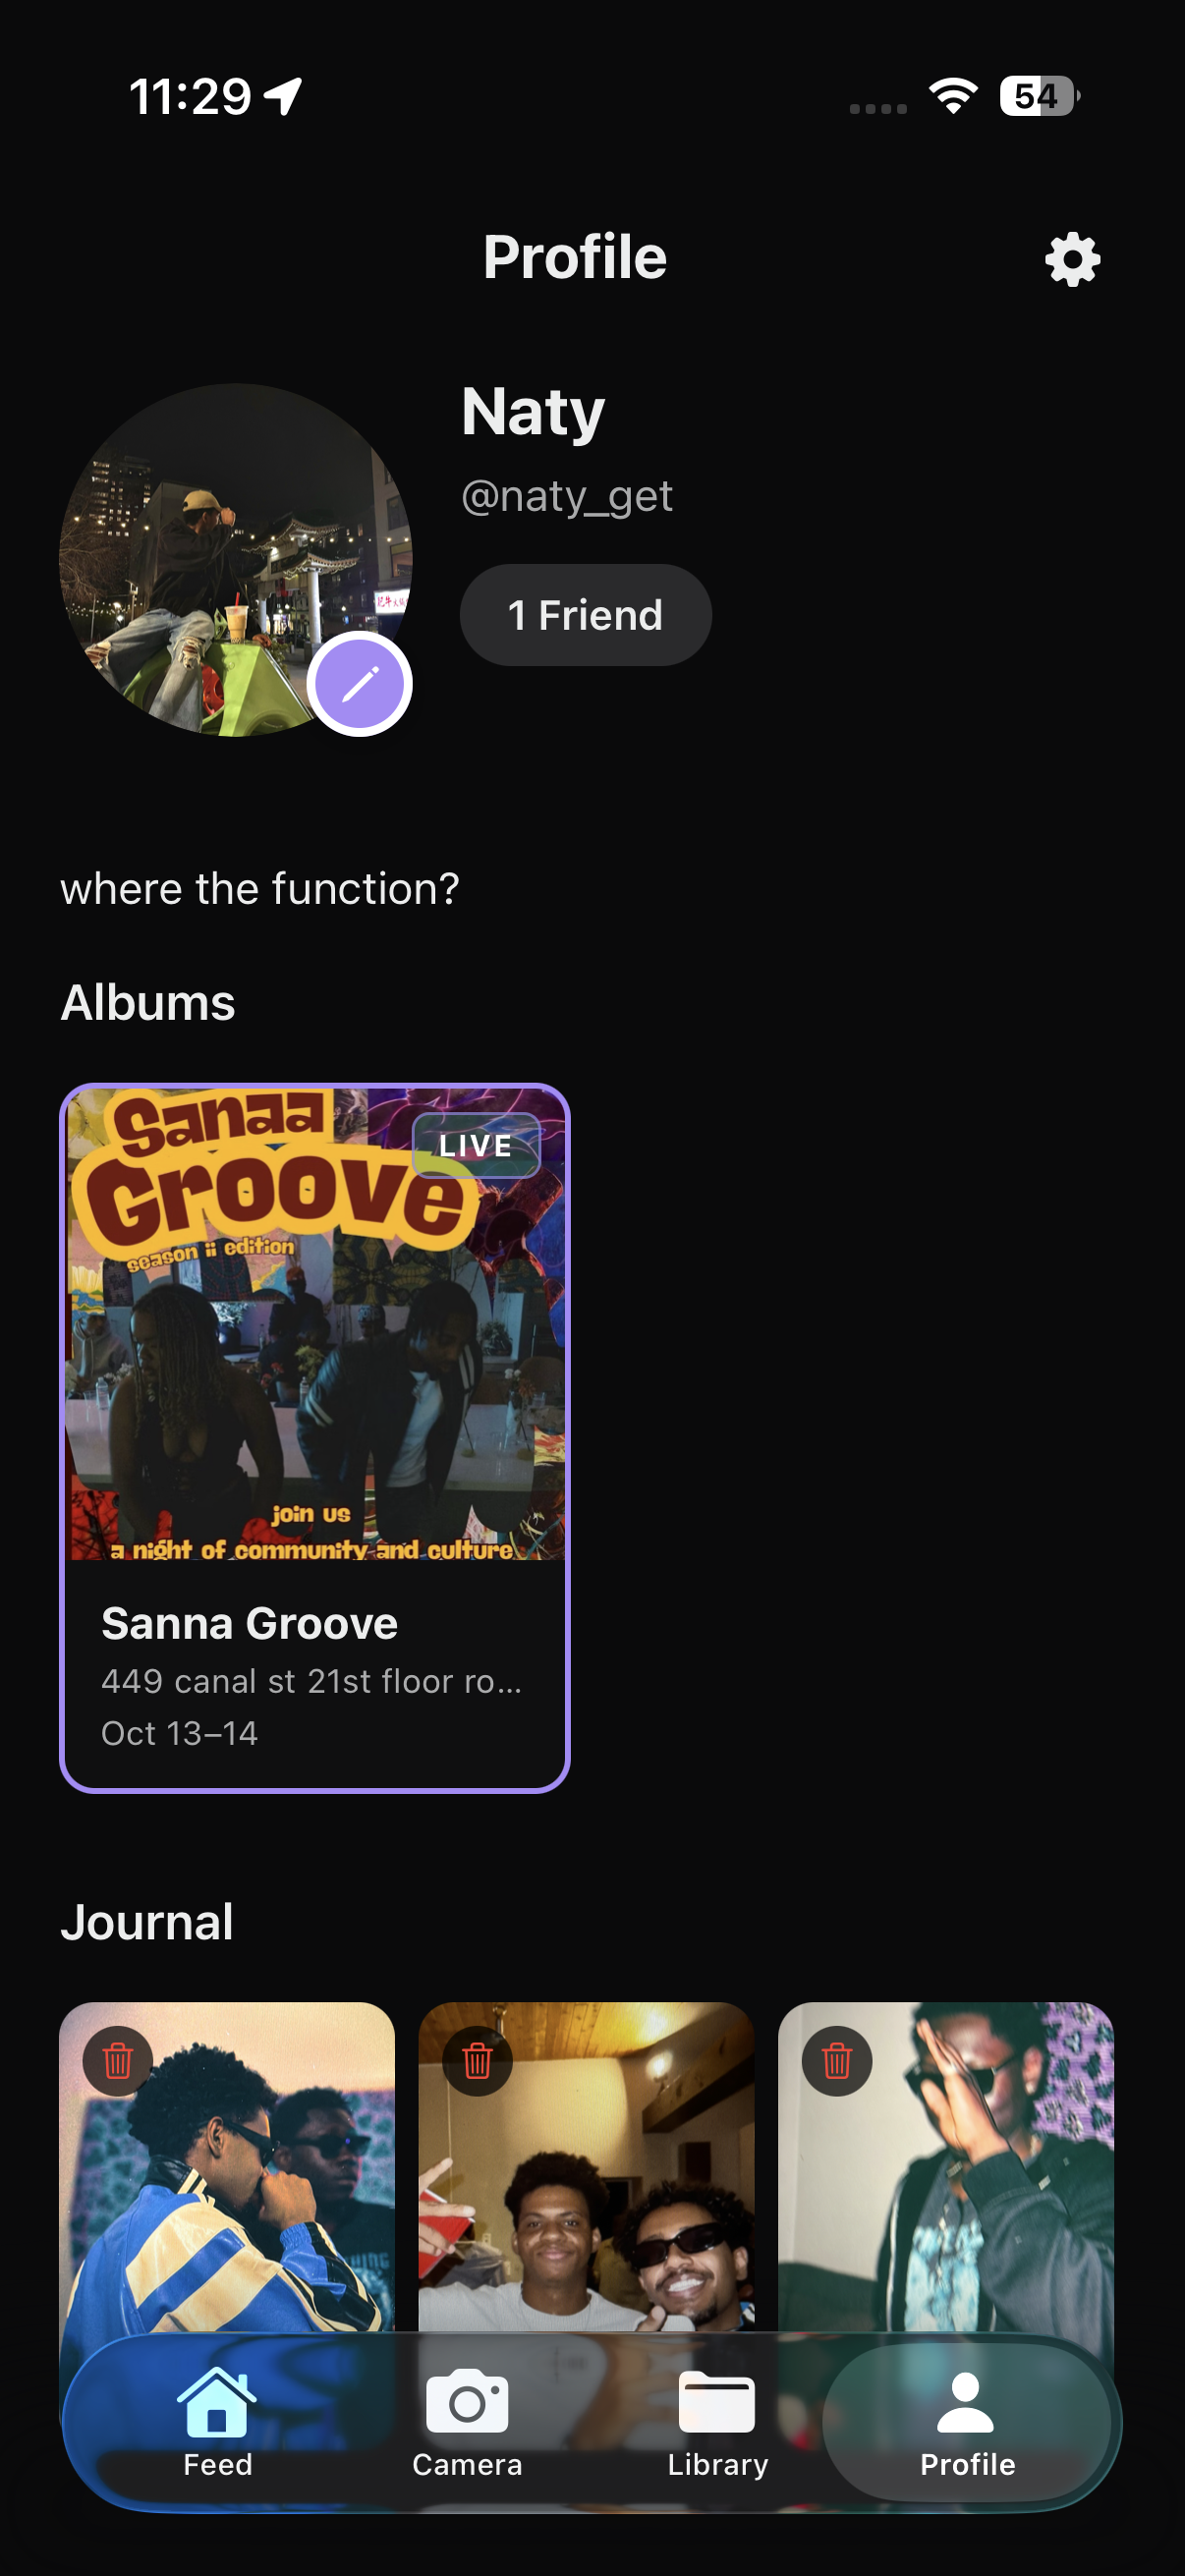 11:29
54
Profile
Naty
@naty_get
1 Friend
where the function?
Albums
Sanaa
Groove
LIVE
season ii edition
join us
a night of community and culture
Sanna Groove
449 canal st 21st floor ro...
Oct 13–14
Journal
Feed
Camera
Library
Profile